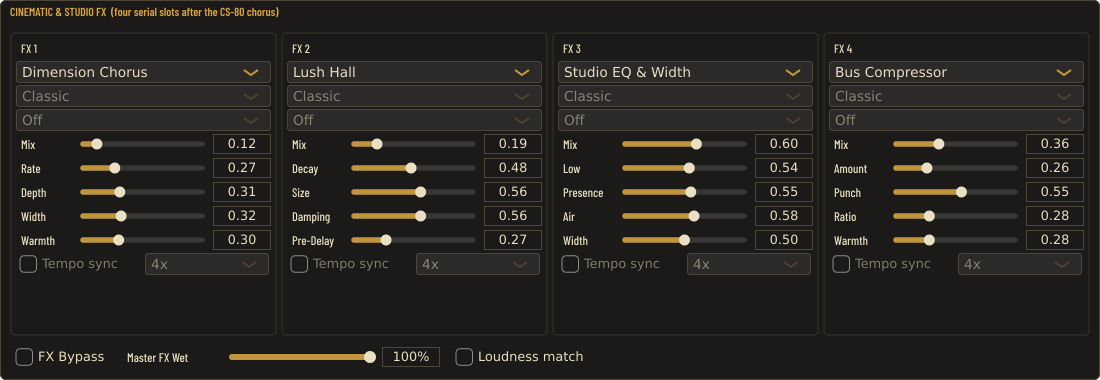 CINEMATIC & STUDIO FX (four serial slots after the CS-80 chorus)
FX 1
Dimension Chorus
Classic
Off
Mix 0.12
Rate 0.27
Depth 0.31
Width 0.32
Warmth 0.30
Tempo sync 4x
FX 2
Lush Hall
Classic
Off
Mix 0.19
Decay 0.48
Size 0.56
Damping 0.56
Pre-Delay 0.27
Tempo sync 4x
FX 3
Studio EQ & Width
Classic
Off
Mix 0.60
Low 0.54
Presence 0.55
Air 0.58
Width 0.50
Tempo sync 4x
FX 4
Bus Compressor
Classic
Off
Mix 0.36
Amount 0.26
Punch 0.55
Ratio 0.28
Warmth 0.28
Tempo sync 4x
FX Bypass Master FX Wet 100% Loudness match